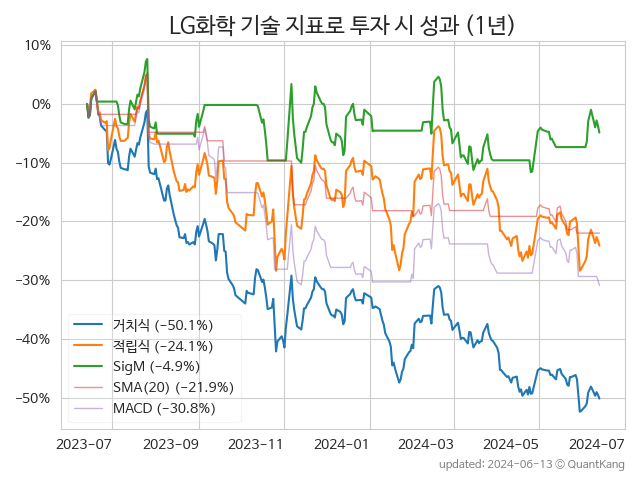 LG화학 기술 지표로 투자 시 성과 (1년)
10%
0%
−10%
−20%
−30%
−40%
−50%
거치식 (−50.1%)
적립식 (−24.1%)
SigM (−4.9%)
SMA(20) (−21.9%)
MACD (−30.8%)
2023-07 2023-09 2023-11 2024-01 2024-03 2024-05 2024-07
updated: 2024-06-13 ⓒ QuantKang